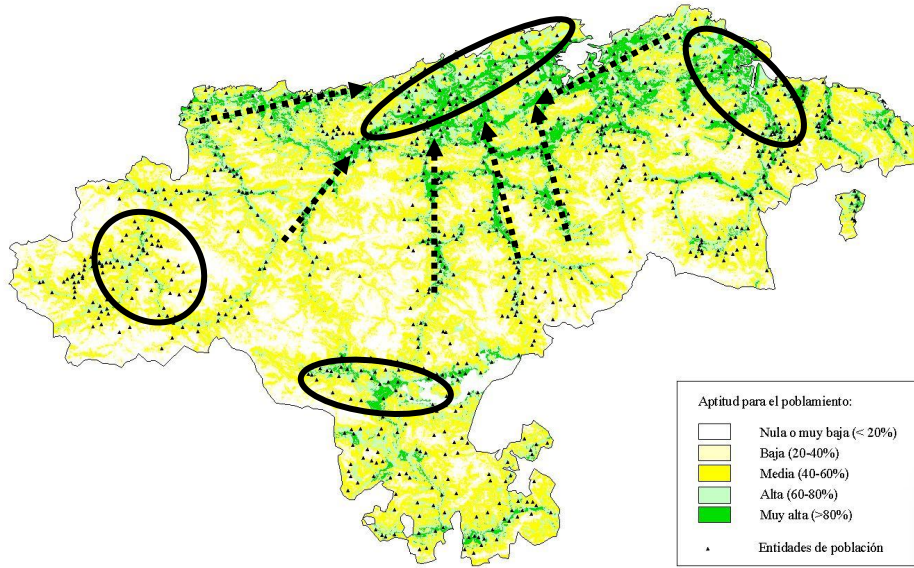 Aptitud para el poblamiento:
Nula o muy baja (< 20%)
Baja (20-40%)
Media (40-60%)
Alta (60-80%)
Muy alta (>80%)
Entidades de población